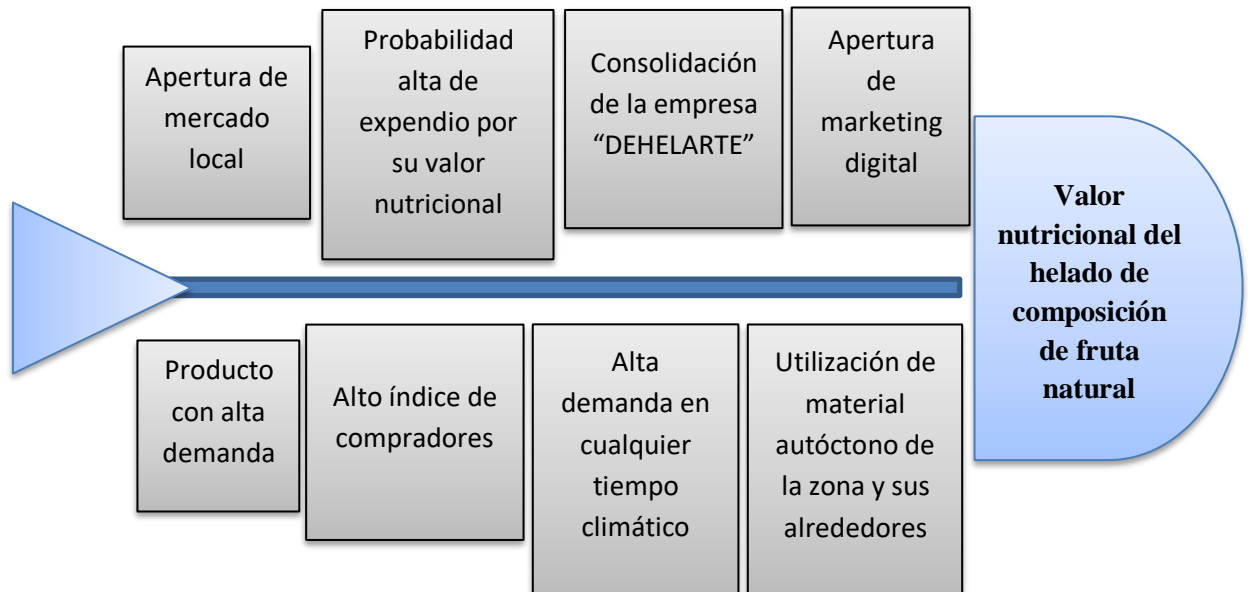 Apertura de
mercado
local
Probabilidad
alta de
expendio por
su valor
nutricional
Consolidación
de la empresa
“DEHELARTE”
Apertura
de
marketing
digital
Valor
nutricional del
helado de
composición
de fruta
natural
Producto
con alta
demanda
Alto índice de
compradores
Alta
demanda en
cualquier
tiempo
climático
Utilización de
material
autóctono de
la zona y sus
alrededores